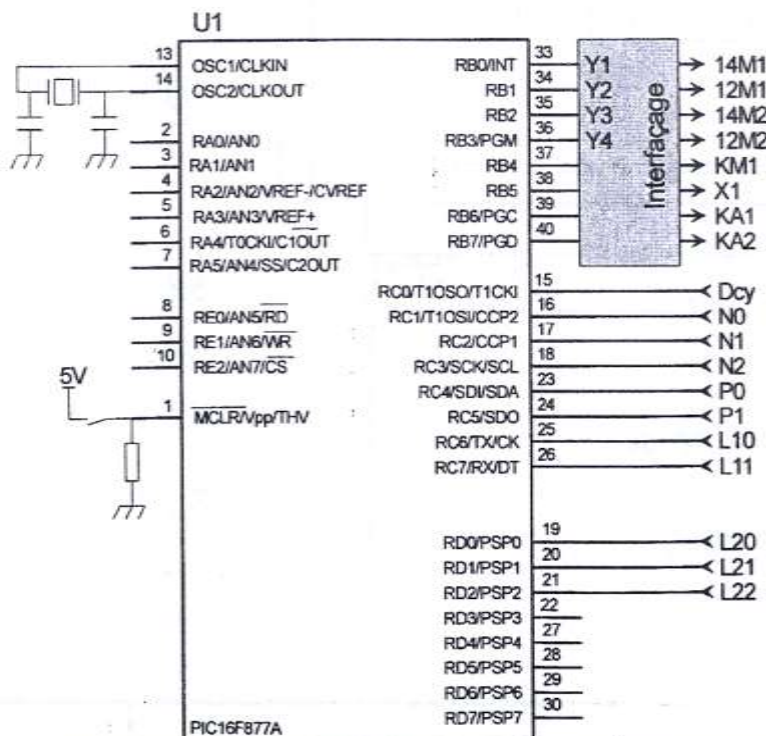 U1
13 OSC1/CLKIN
14 OSC2/CLKOUT
2 RA0/AN0
3 RA1/AN1
4 RA2/AN2/VREF-/CVREF
5 RA3/AN3/VREF+
6 RA4/T0CKI/C1OUT
7 RA5/AN4/SS/C2OUT
8 RE0/AN5/RD
9 RE1/AN6/WR
10 RE2/AN7/CS
5V
1 MCLR/Vpp/THV
PIC16F877A
RB0/INT 33 Y1 14M1
RB1 34 Y2 12M1
RB2 35 Y3 14M2
RB3/PGM 36 Y4 12M2
RB4 37 KM1
RB5 38 X1
RB6/PGC 39 KA1
RB7/PGD 40 KA2
Interfaçage
RC0/T1OSO/T1CKI 15 Dcy
RC1/T1OSI/CCP2 16 N0
RC2/CCP1 17 N1
RC3/SCK/SCL 18 N2
RC4/SDI/SDA 23 P0
RC5/SDO 24 P1
RC6/TX/CK 25 L10
RC7/RX/DT 26 L11
RD0/PSP0 19 L20
RD1/PSP1 20 L21
RD2/PSP2 21 L22
RD3/PSP3 22
RD4/PSP4 27
RD5/PSP5 28
RD6/PSP6 29
RD7/PSP7 30